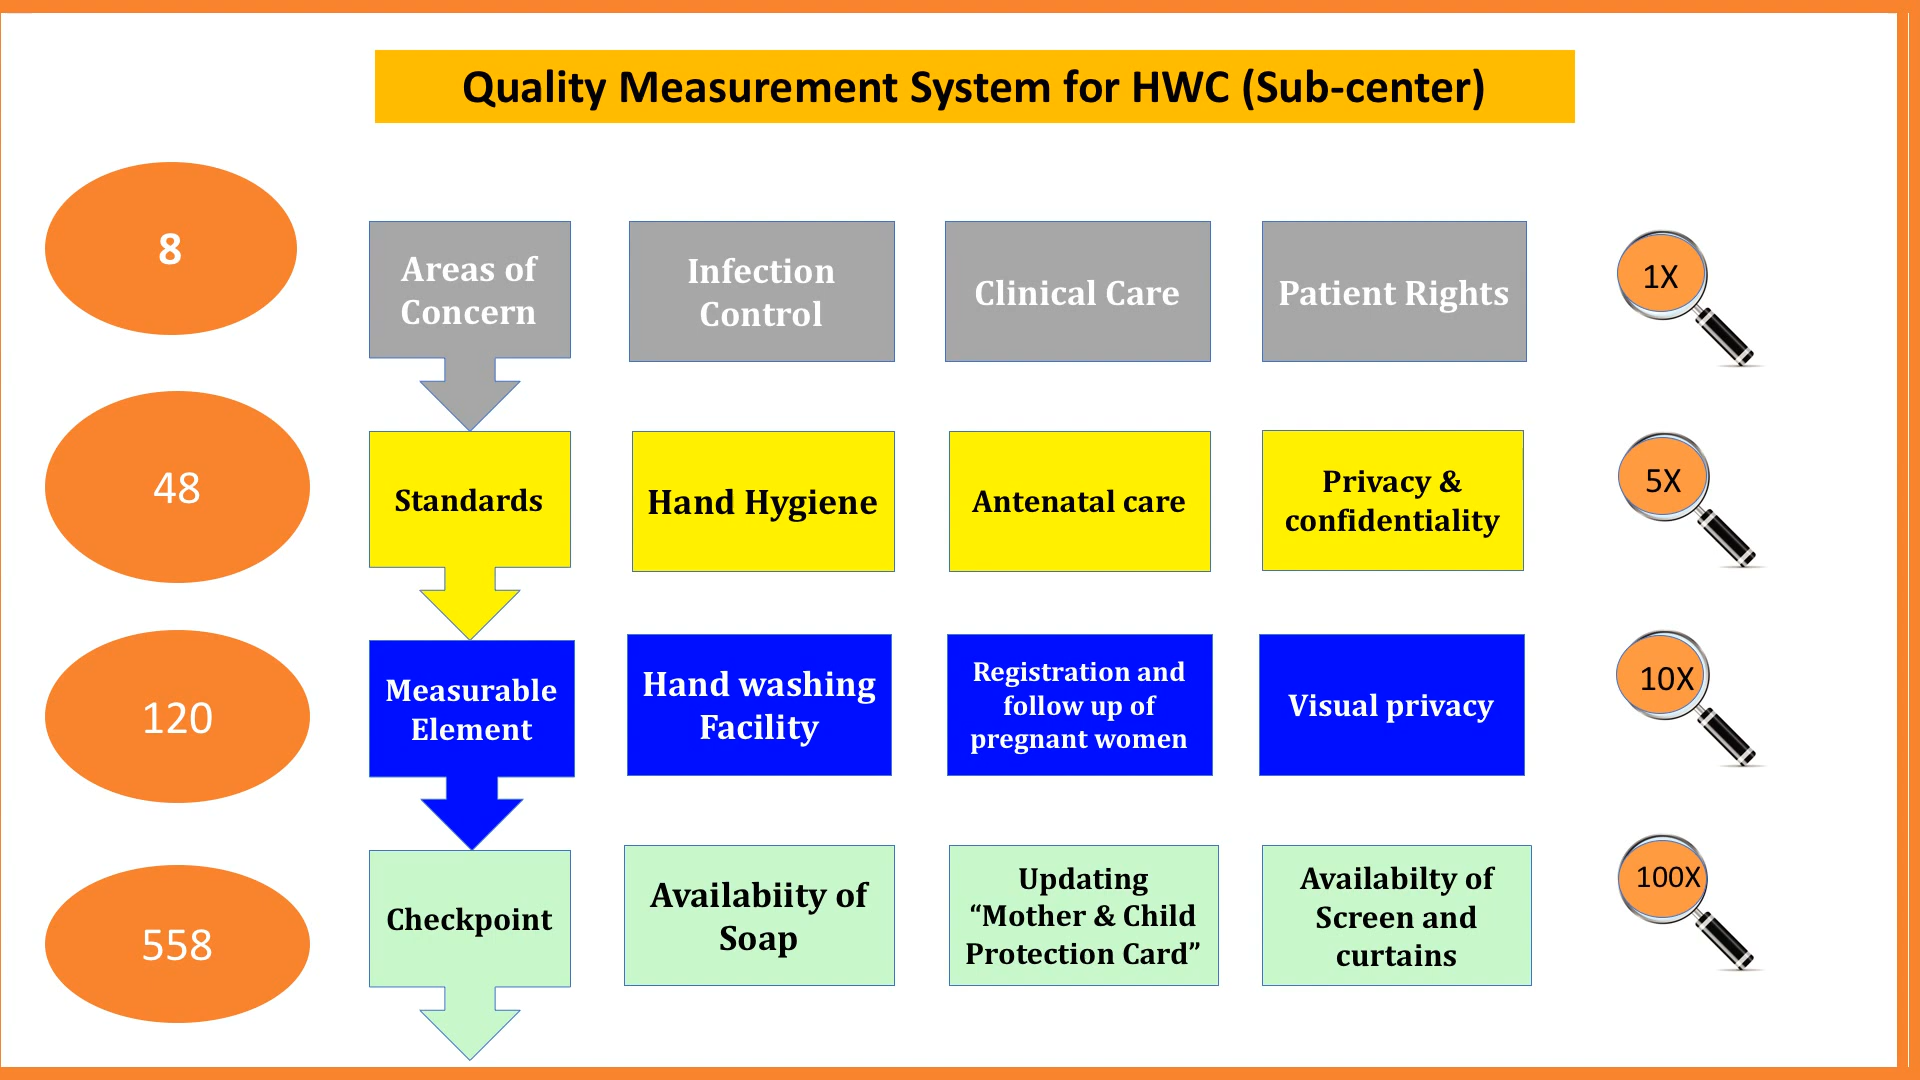 Quality Measurement System for HWC (Sub-center)
8
Areas of
Concern
Infection
Control
Clinical Care
Patient Rights
1X
48
Standards
Hand Hygiene
Antenatal care
Privacy &
confidentiality
5X
120
Measurable
Element
Hand washing
Facility
Registration and
follow up of
pregnant women
Visual privacy
10X
558
Checkpoint
Availabiity of
Soap
Updating
“Mother & Child
Protection Card”
Availabilty of
Screen and
curtains
100X